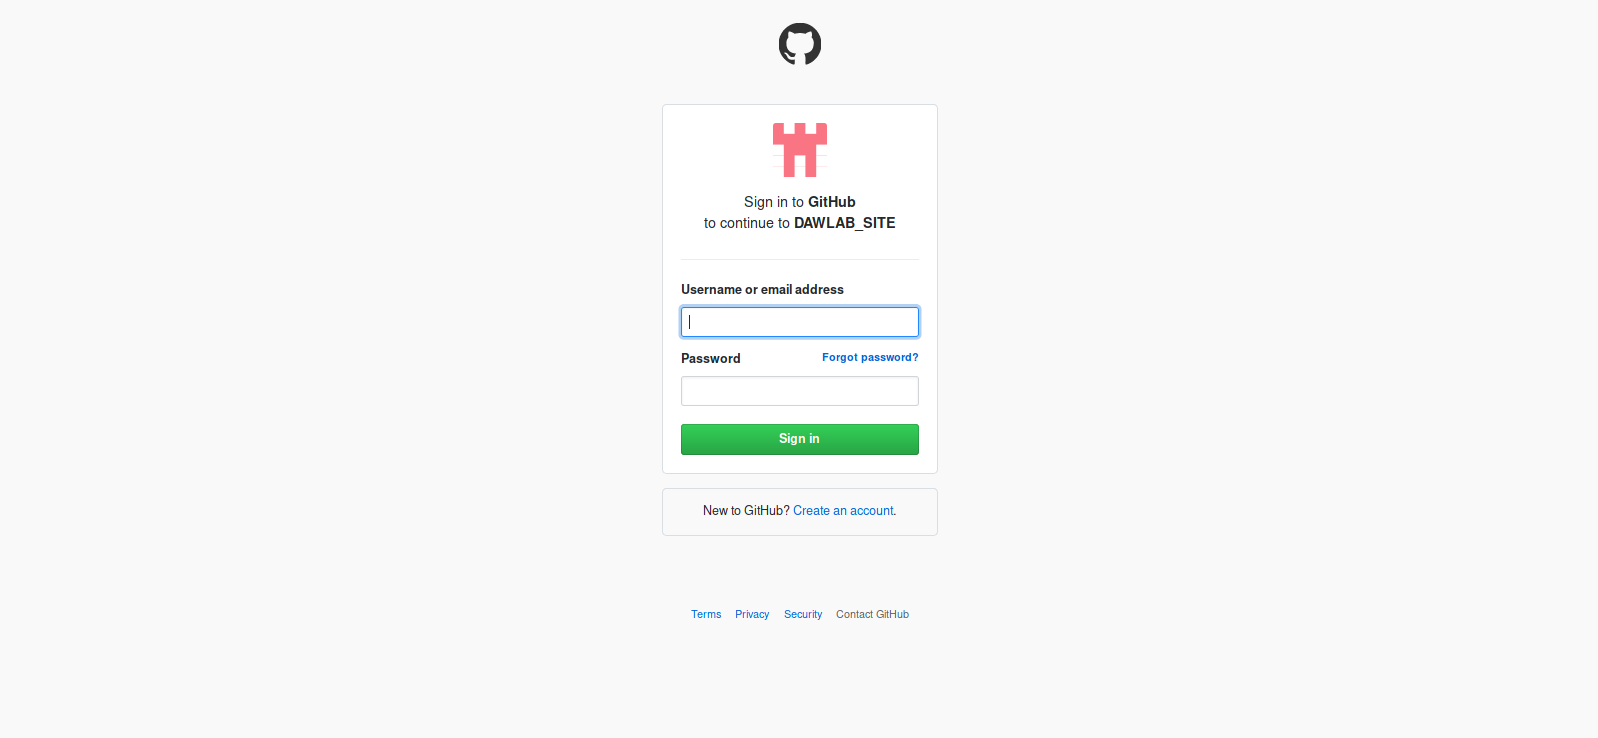 Sign in to GitHub
to continue to DAWLAB_SITE
Username or email address
Password Forgot password?
Sign in
New to GitHub? Create an account.
Terms Privacy Security Contact GitHub